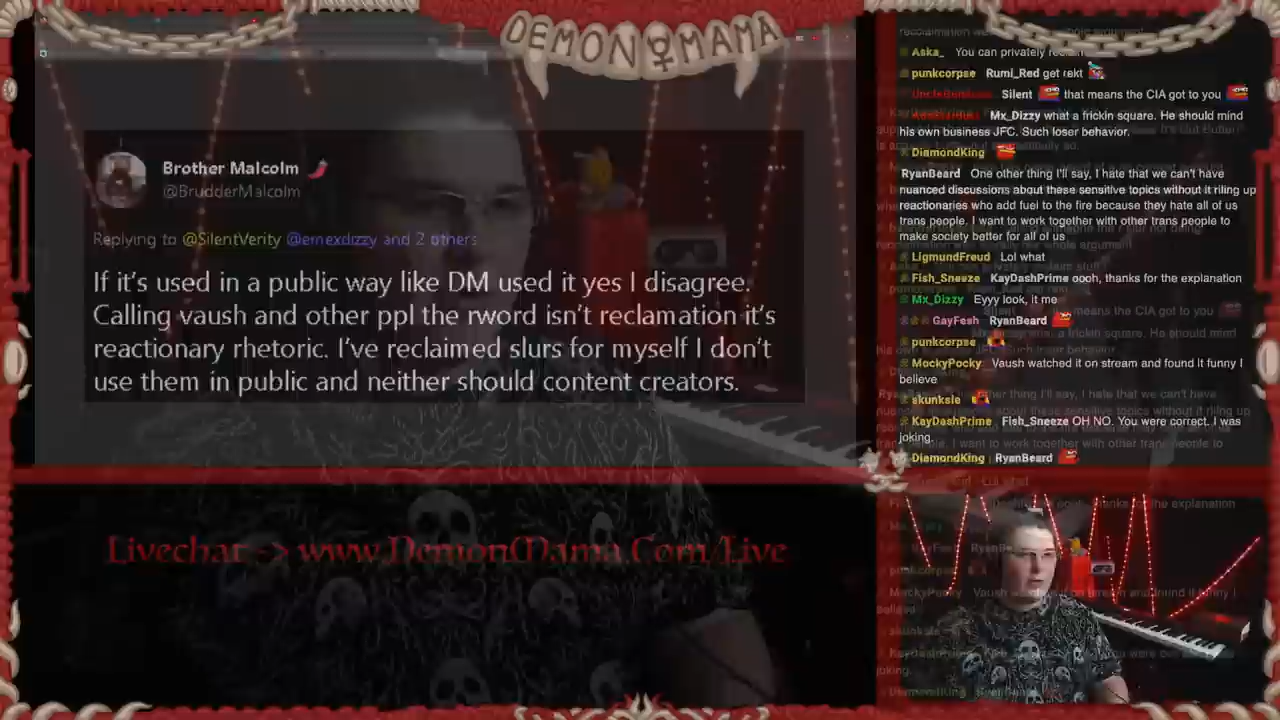 DEMON MAMA
Brother Malcolm
@BrudderMalcolm
Replying to @SilentVerity @emexdizzy and 2 others
If it's used in a public way like DM used it yes I disagree.
Calling vaush and other ppl the rword isn't reclamation it's
reactionary rhetoric. I've reclaimed slurs for myself I don't
use them in public and neither should content creators.
Livechat -> www.DemonMama.Com/Live
Aska_ You can privately
punkcorpse Rumi_Red get rekt
Silent that means the CIA got to you
Mx_Dizzy what a frickin square. He should mind
his own business JFC. Such loser behavior.
DiamondKing
RyanBeard One other thing I'll say, I hate that we can't have
nuanced discussions about these sensitive topics without it riling up
reactionaries who add fuel to the fire because they hate all of us
trans people. I want to work together with other trans people to
make society better for all of us
LigmundFreud Lol what
Fish_Sneeze KayDashPrime oooh, thanks for the explanation
Mx_Dizzy Eyyy look, it me
GayFesh RyanBeard
punkcorpse
MockyPocky Vaush watched it on stream and found it funny I
believe
skunksie
KayDashPrime Fish_Sneeze OH NO. You were correct. I was
joking.
DiamondKing RyanBeard